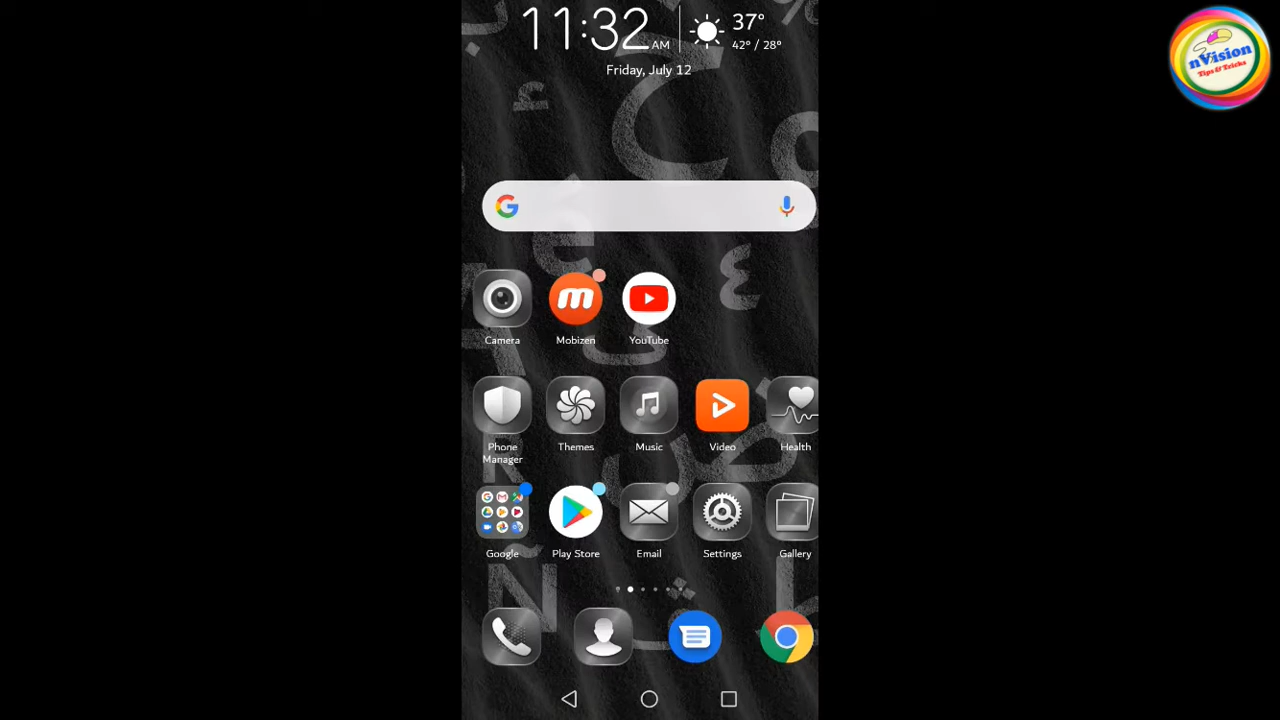 11:32 AM
37°
42° / 28°
Friday, July 12
nVision
Tips & Tricks
G
ع
Camera
Mobizen
YouTube
Phone Manager
Themes
Music
Video
Health
Google
Play Store
Email
Settings
Gallery
Ñ